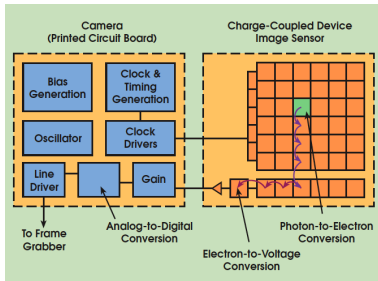 Camera
(Printed Circuit Board)
Charge-Coupled Device
Image Sensor
Bias
Generation
Clock &
Timing
Generation
Oscillator
Clock
Drivers
Line
Driver
Gain
To Frame
Grabber
Analog-to-Digital
Conversion
Electron-to-Voltage
Conversion
Photon-to-Electron
Conversion